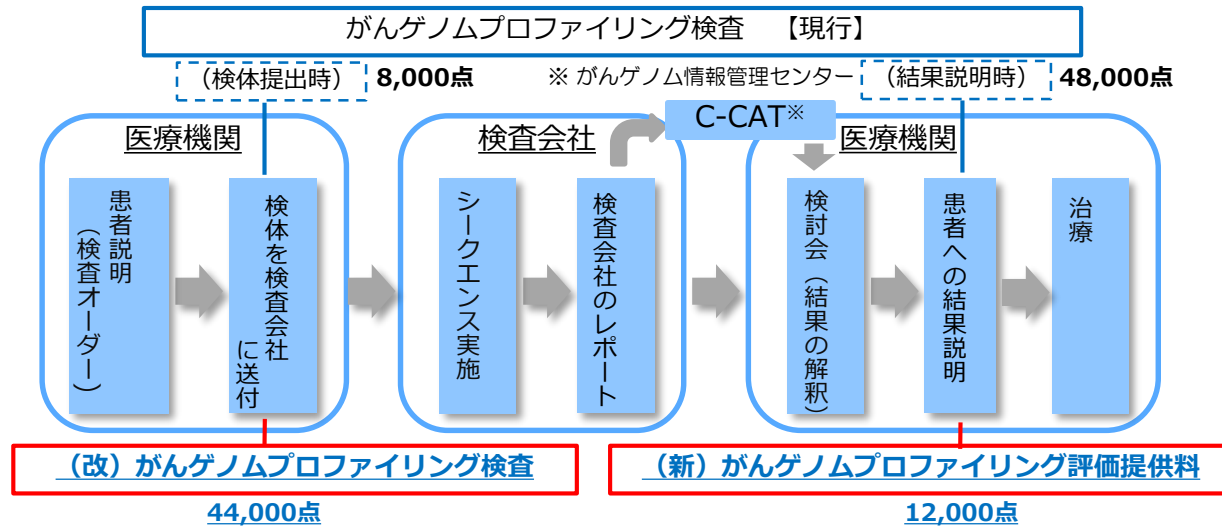 がんゲノムプロファイリング検査 【現行】
（検体提出時） 8,000点
※ がんゲノム情報管理センター
（結果説明時） 48,000点
医療機関
検査会社
C-CAT※
医療機関
患者説明
（検査オーダー）
検体を検査会社
に送付
シークエンス実施
検査会社のレポート
検討会（結果の解釈）
患者への結果説明
治療
（改）がんゲノムプロファイリング検査
44,000点
（新）がんゲノムプロファイリング評価提供料
12,000点